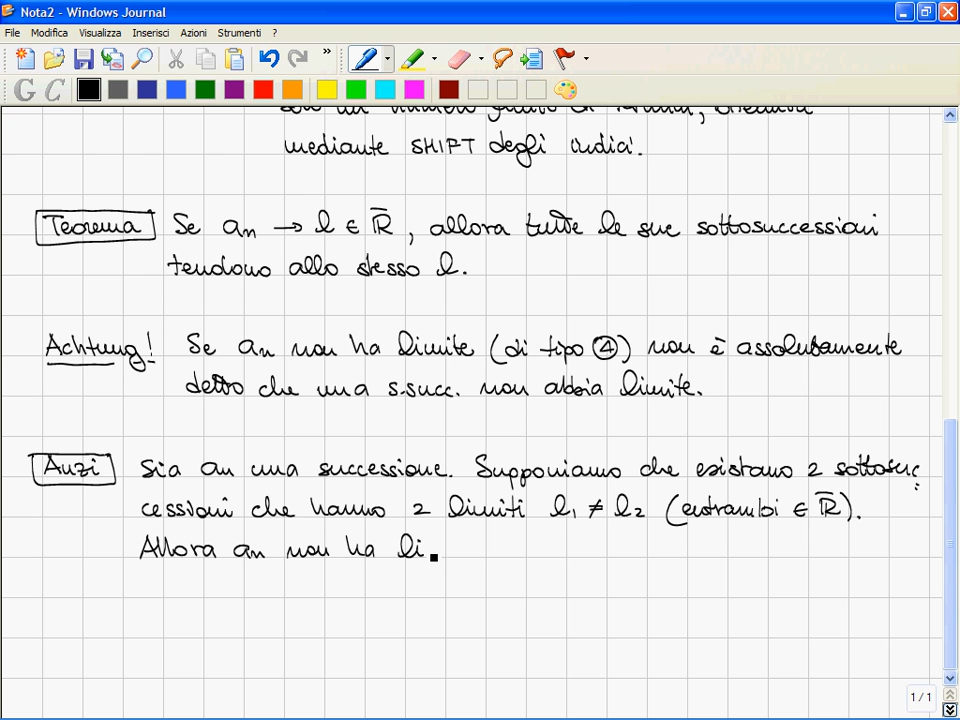 Nota2 - Windows Journal
File Modifica Visualizza Inserisci Azioni Strumenti ?
mediante SHIFT degli indici.
Teorema Se an → l ∈ R̅, allora tutte le sue sottosuccessioni
tendono allo stesso l.
Achtung! Se an non ha limite (di tipo ④) non è assolutamente
detto che una s.succ. non abbia limite.
Anzi Sia an una successione. Supponiamo che esistano 2 sottosuc
cessioni che hanno 2 limiti l₁ ≠ l₂ (entrambi ∈ R̅).
Allora an non ha li
1 / 1